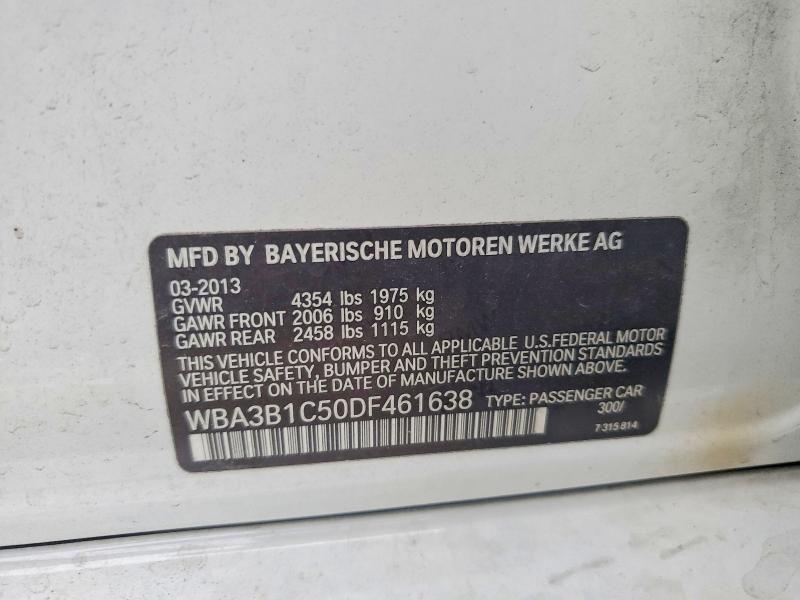 MFD BY BAYERISCHE MOTOREN WERKE AG
03-2013
GVWR 4354 lbs 1975 kg
GAWR FRONT 2006 lbs 910 kg
GAWR REAR 2458 lbs 1115 kg
THIS VEHICLE CONFORMS TO ALL APPLICABLE U.S.FEDERAL MOTOR
VEHICLE SAFETY, BUMPER AND THEFT PREVENTION STANDARDS
IN EFFECT ON THE DATE OF MANUFACTURE SHOWN ABOVE.
WBA3B1C50DF461638 TYPE: PASSENGER CAR
300/
7 315 814